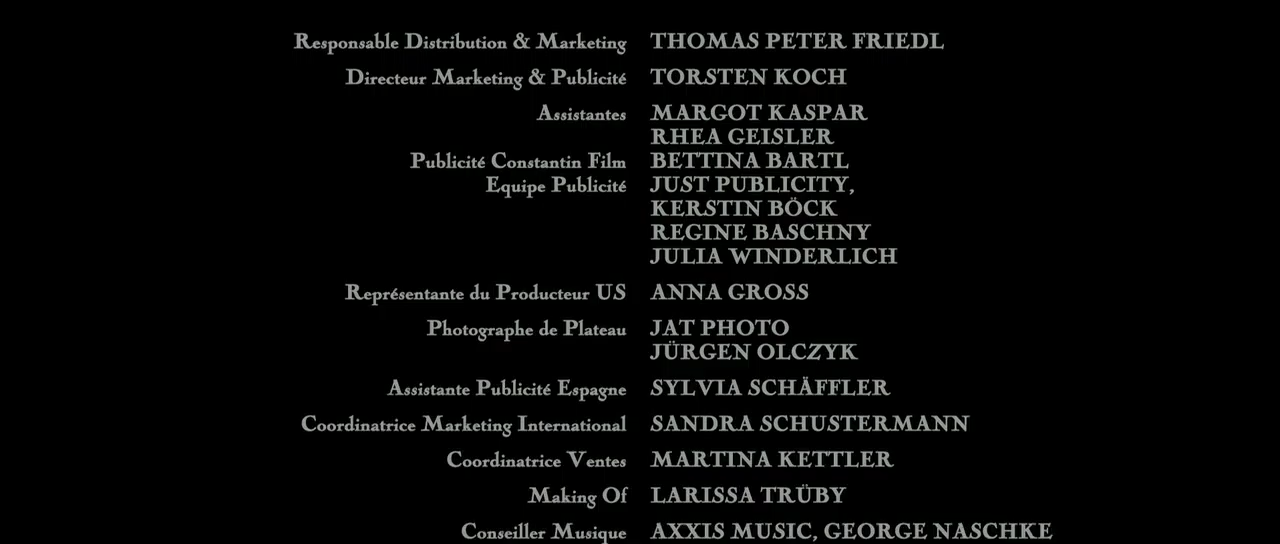 Responsable Distribution & Marketing THOMAS PETER FRIEDL
Directeur Marketing & Publicité TORSTEN KOCH
Assistantes MARGOT KASPAR
RHEA GEISLER
Publicité Constantin Film BETTINA BARTL
Equipe Publicité JUST PUBLICITY,
KERSTIN BÖCK
REGINE BASCHNY
JULIA WINDERLICH
Représentante du Producteur US ANNA GROSS
Photographe de Plateau JAT PHOTO
JÜRGEN OLCZYK
Assistante Publicité Espagne SYLVIA SCHÄFFLER
Coordinatrice Marketing International SANDRA SCHUSTERMANN
Coordinatrice Ventes MARTINA KETTLER
Making Of LARISSA TRÜBY
Conseiller Musique AXXIS MUSIC, GEORGE NASCHKE